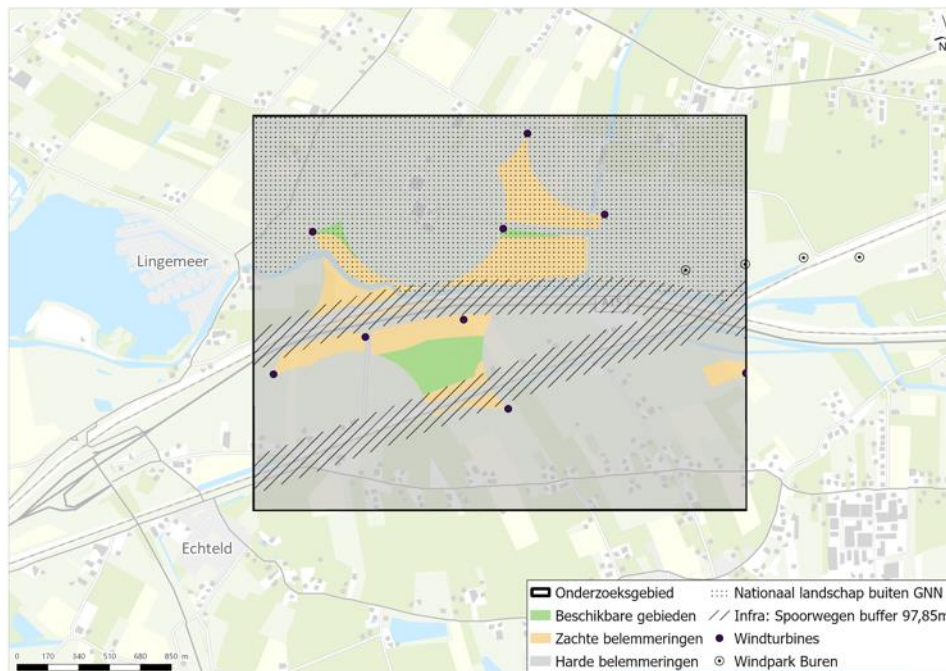 N
Lingemeer
A15
Echteld
0 170 340 510 680 850 m
Onderzoeksgebied
Beschikbare gebieden
Zachte belemmeringen
Harde belemmeringen
Nationaal landschap buiten GNN
Infra: Spoorwegen buffer 97,85m
Windturbines
Windpark Buren